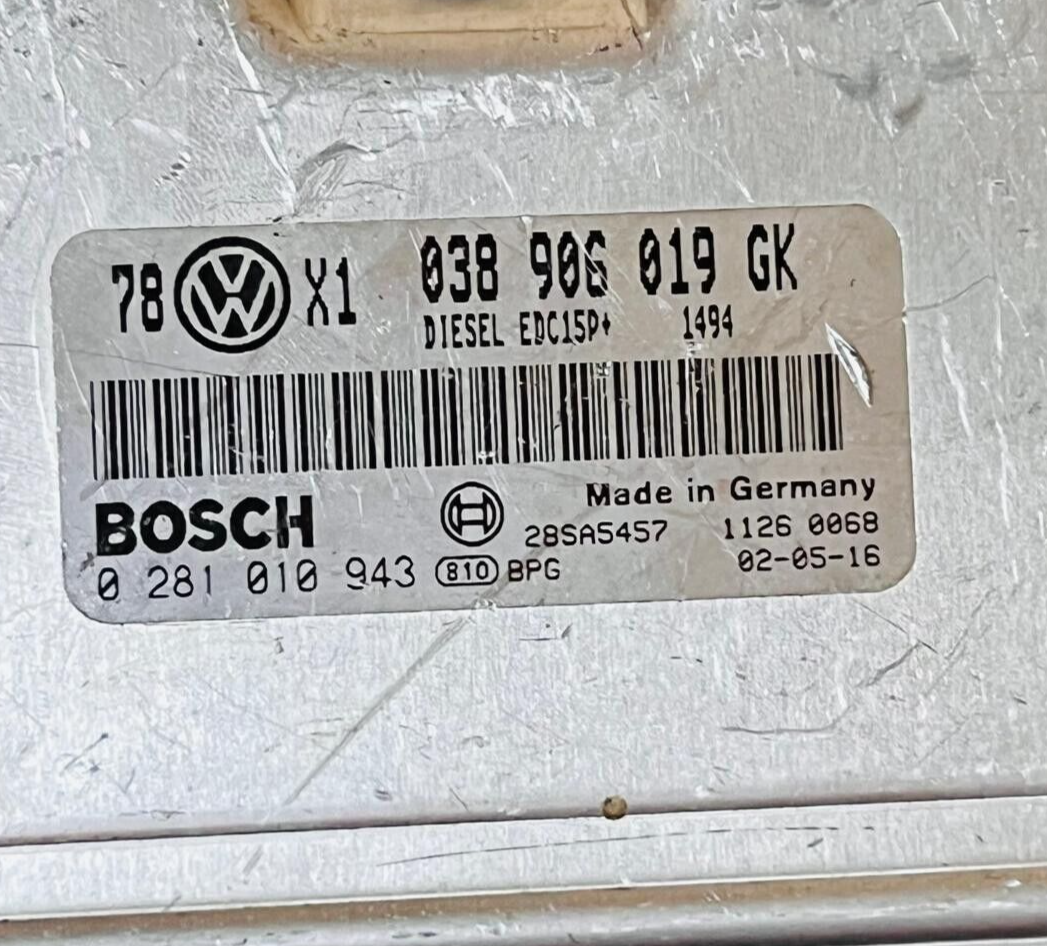 78 VW X1 038 906 019 GK
DIESEL EDC15P+ 1494
BOSCH Made in Germany
28SA5457 1126 0068
0 281 010 943 810 BPG 02-05-16